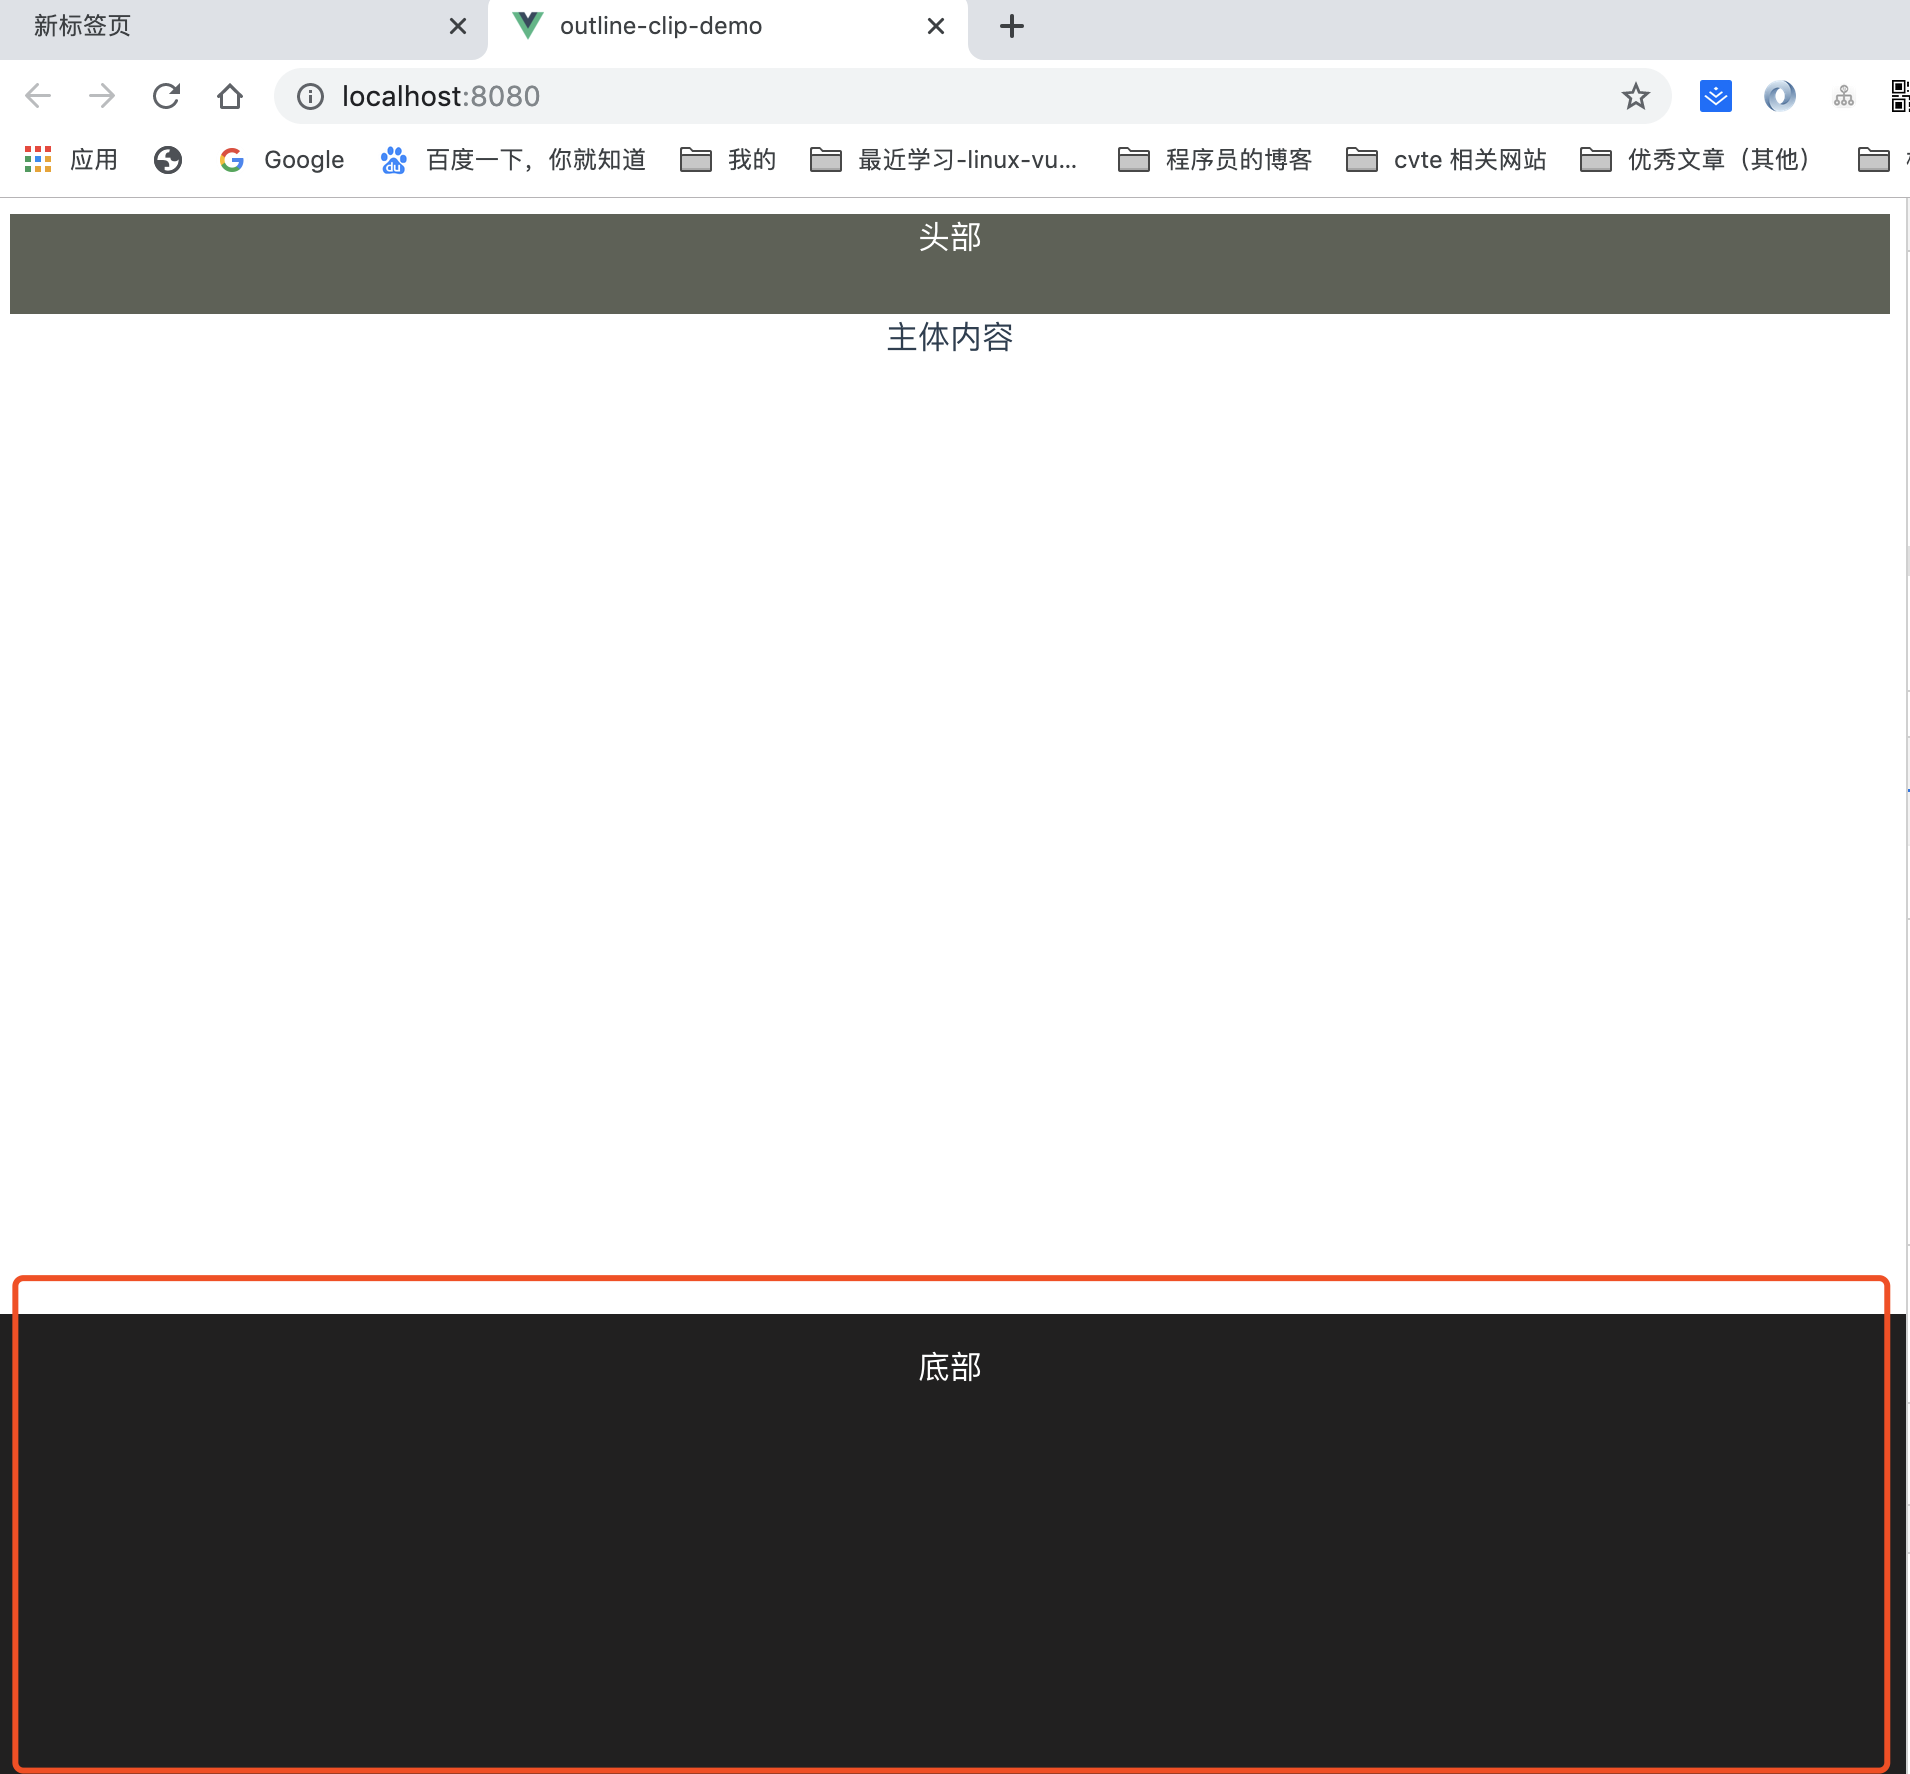 新标签页
outline-clip-demo
localhost:8080
应用
Google
百度一下，你就知道
我的
最近学习-linux-vu...
程序员的博客
cvte 相关网站
优秀文章（其他）
头部
主体内容
底部